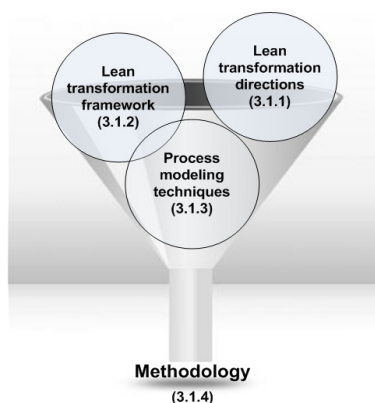 Lean
transformation
framework
(3.1.2)
Lean
transformation
directions
(3.1.1)
Process
modeling
techniques
(3.1.3)
Methodology
(3.1.4)